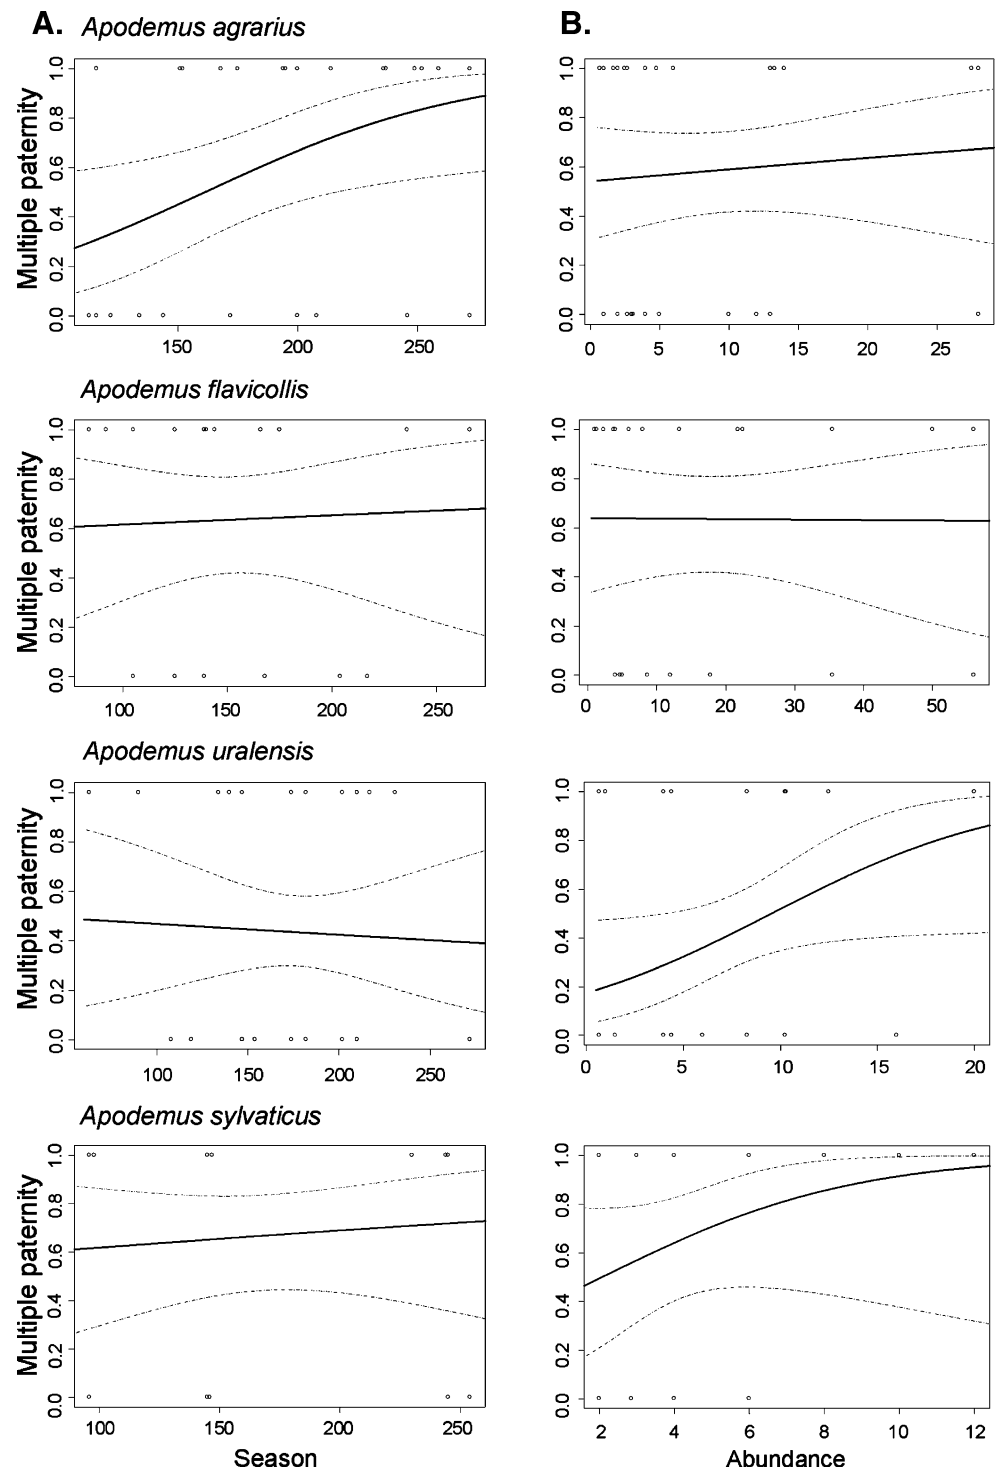 A. Apodemus agrarius
B.
Multiple paternity
0.0 0.2 0.4 0.6 0.8 1.0
150 200 250
0.0 0.2 0.4 0.6 0.8 1.0
0 5 10 15 20 25
Apodemus flavicollis
Multiple paternity
0.0 0.2 0.4 0.6 0.8 1.0
100 150 200 250
0.0 0.2 0.4 0.6 0.8 1.0
0 10 20 30 40 50
Apodemus uralensis
Multiple paternity
0.0 0.2 0.4 0.6 0.8 1.0
100 150 200 250
0.0 0.2 0.4 0.6 0.8 1.0
0 5 10 15 20
Apodemus sylvaticus
Multiple paternity
0.0 0.2 0.4 0.6 0.8 1.0
100 150 200 250
Season
0.0 0.2 0.4 0.6 0.8 1.0
2 4 6 8 10 12
Abundance